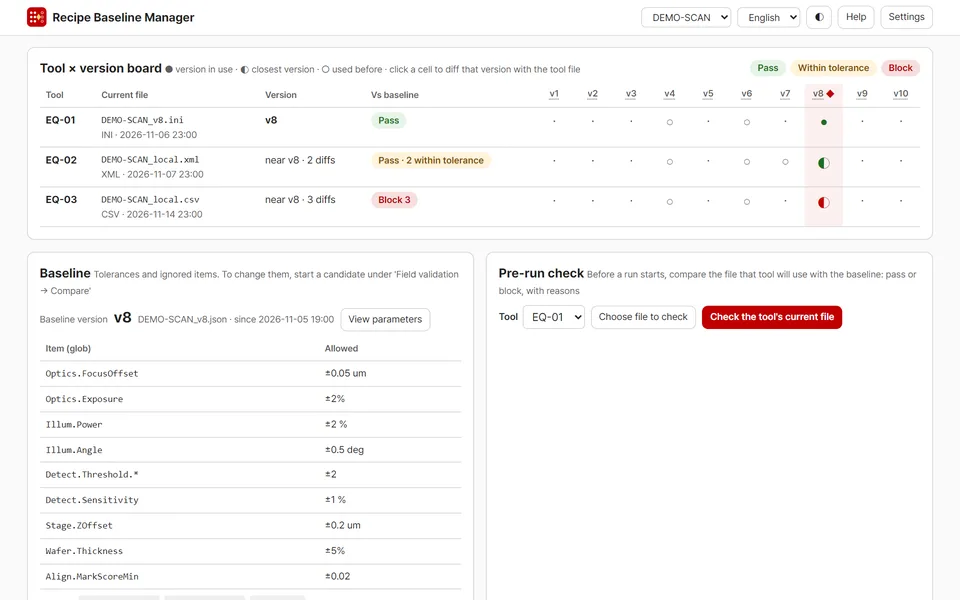 Recipe Baseline Manager
DEMO-SCAN English Help Settings
Tool × version board ● version in use · ◐ closest version · ○ used before · click a cell to diff that version with the tool file Pass Within tolerance Block
Tool Current file Version Vs baseline v1 v2 v3 v4 v5 v6 v7 v8 ◆ v9 v10
EQ-01 DEMO-SCAN_v8.ini v8 Pass
INI · 2026-11-06 23:00
EQ-02 DEMO-SCAN_local.xml near v8 · 2 diffs Pass · 2 within tolerance
XML · 2026-11-07 23:00
EQ-03 DEMO-SCAN_local.csv near v8 · 3 diffs Block 3
CSV · 2026-11-14 23:00
Baseline Tolerances and ignored items. To change them, start a candidate under 'Field validation
→ Compare'
Baseline version v8 DEMO-SCAN_v8.json · since 2026-11-05 19:00 View parameters
Item (glob) Allowed
Optics.FocusOffset ±0.05 um
Optics.Exposure ±2%
Illum.Power ±2 %
Illum.Angle ±0.5 deg
Detect.Threshold.* ±2
Detect.Sensitivity ±1 %
Stage.ZOffset ±0.2 um
Wafer.Thickness ±5%
Align.MarkScoreMin ±0.02
Pre-run check Before a run starts, compare the file that tool will use with the baseline: pass or
block, with reasons
Tool EQ-01 Choose file to check Check the tool's current file